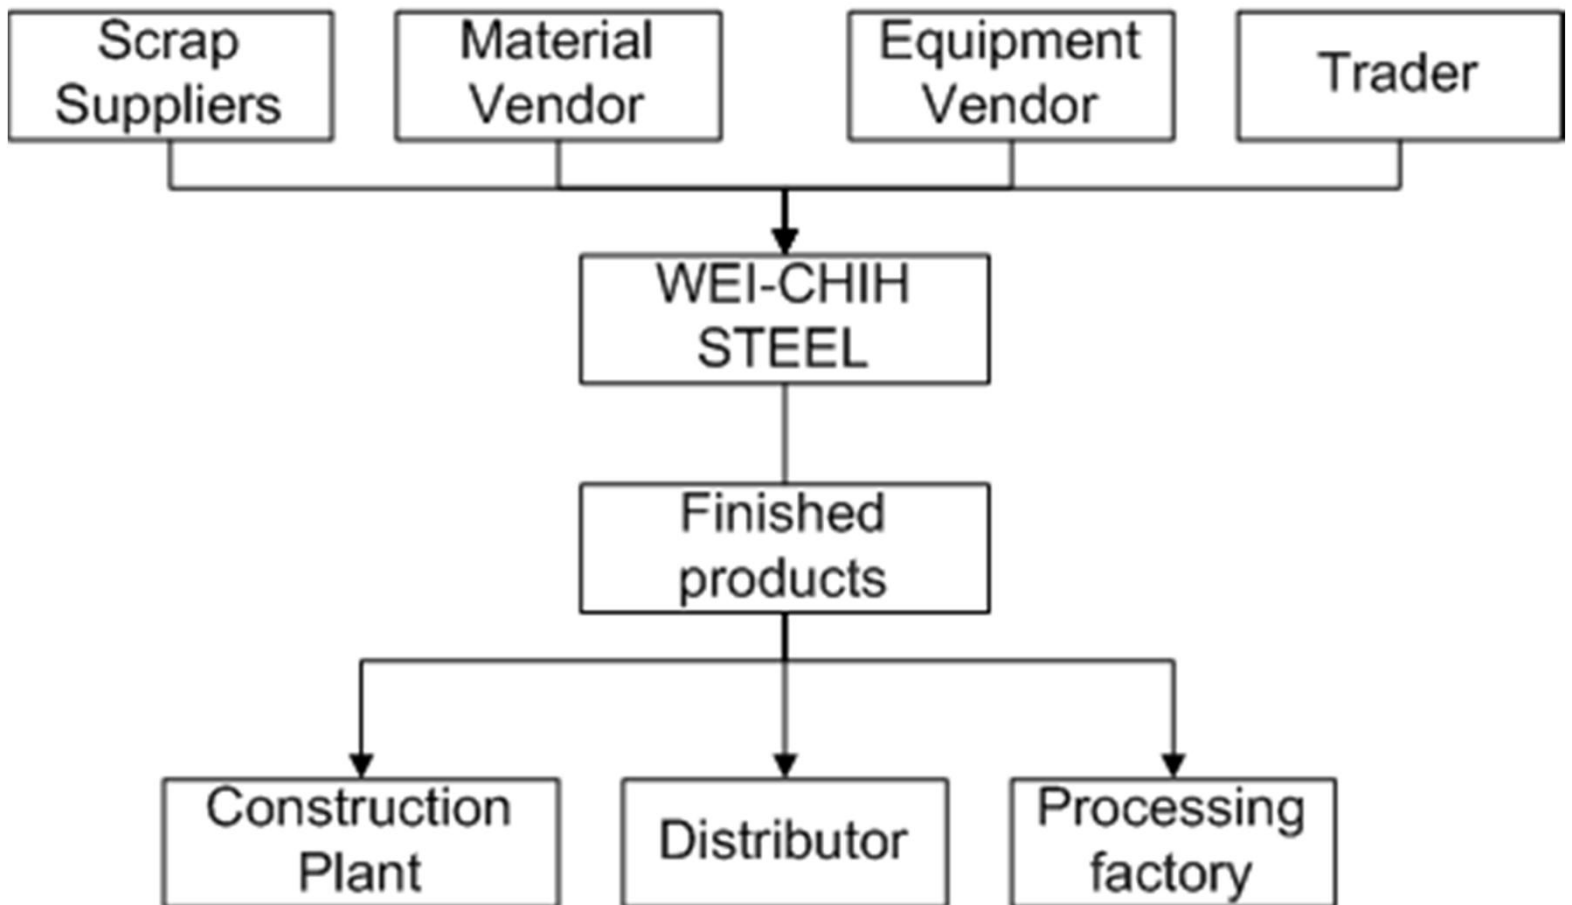 Scrap
Suppliers
Material
Vendor
Equipment
Vendor
Trader
WEI-CHIH
STEEL
Finished
products
Construction
Plant
Distributor
Processing
factory